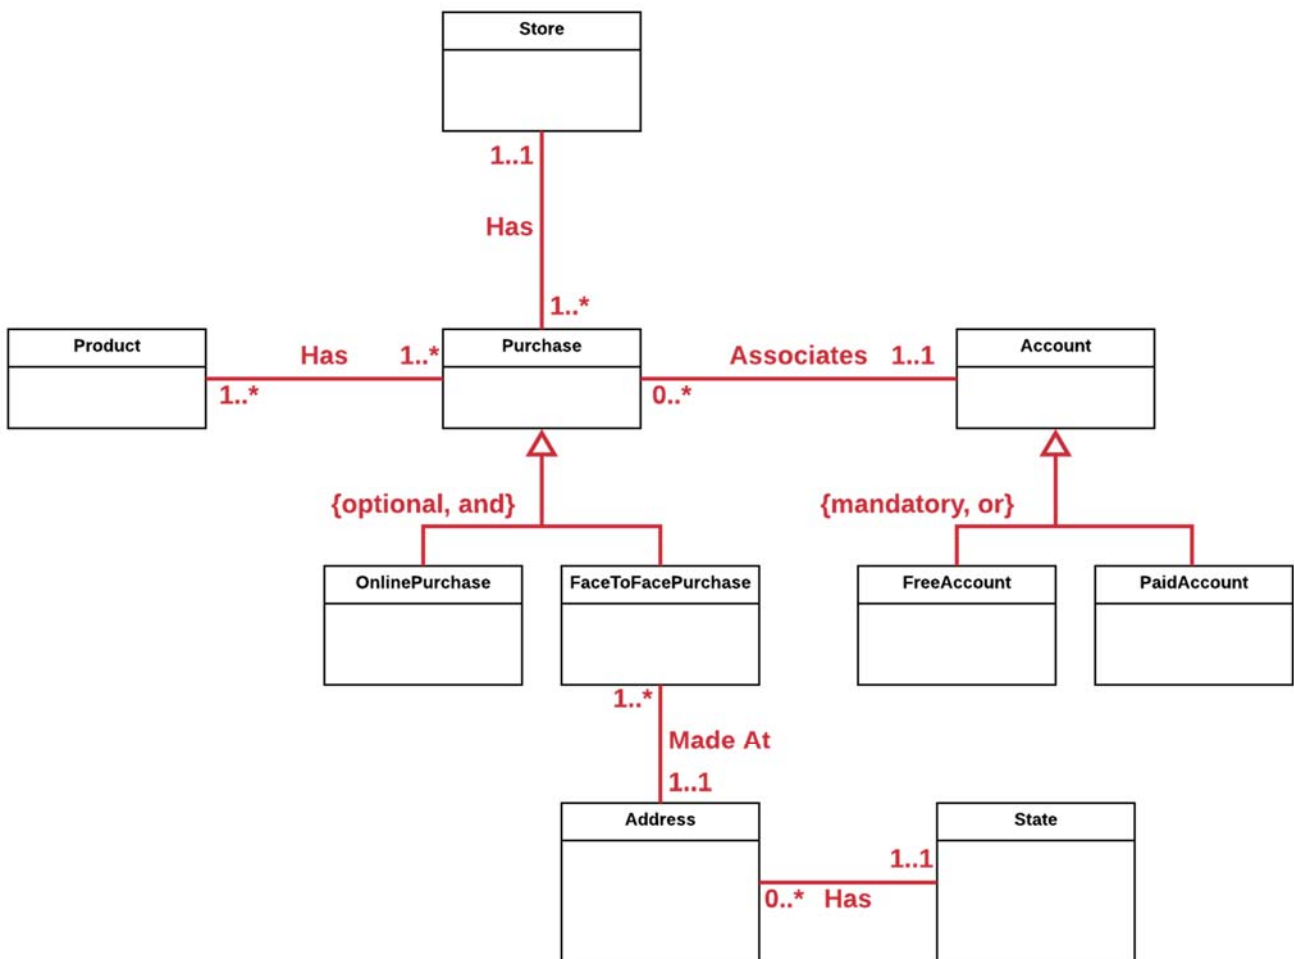 Store
1..1
Has
1..*
Product
Has
1..*
Purchase
Associates
1..1
Account
1..*
0..*
{optional, and}
{mandatory, or}
OnlinePurchase
FaceToFacePurchase
FreeAccount
PaidAccount
1..*
Made At
1..1
Address
State
1..1
0..*
Has